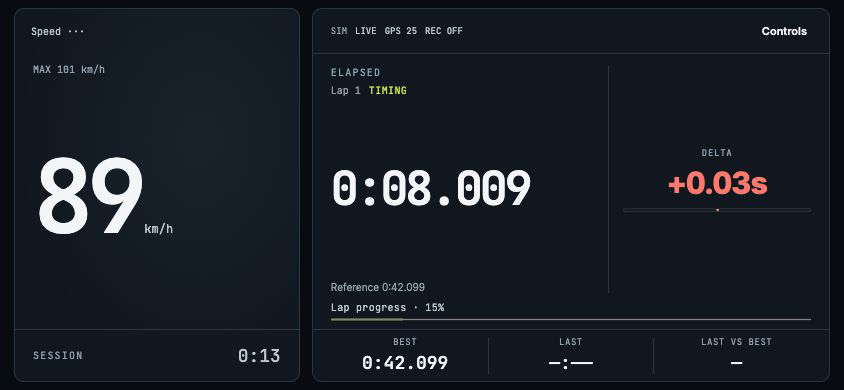 Speed ···
MAX 101 km/h
89 km/h
SESSION 0:13
SIM LIVE GPS 25 REC OFF
Controls
ELAPSED
Lap 1 TIMING
0:08.009
DELTA
+0.03s
Reference 0:42.099
Lap progress · 15%
BEST
0:42.099
LAST
—:——
LAST VS BEST
—